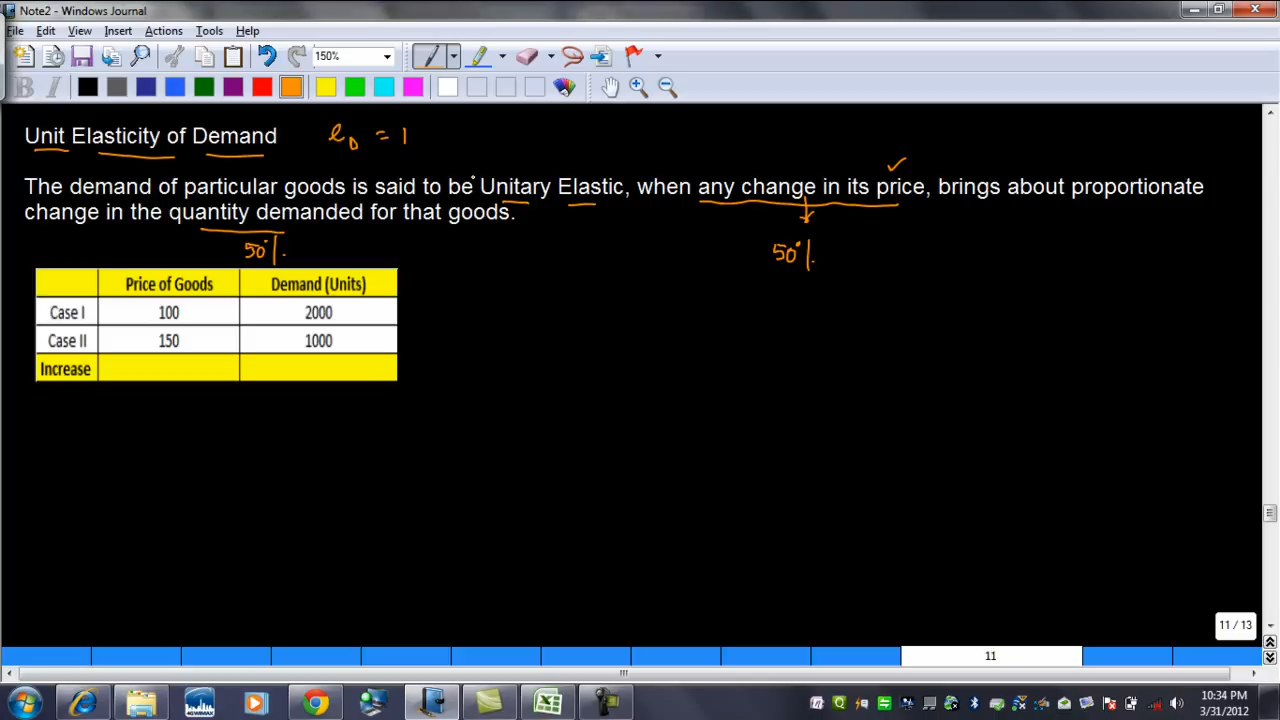 Note2 - Windows Journal
File Edit View Insert Actions Tools Help
150%
B I
Unit Elasticity of Demand e_D = 1
The demand of particular goods is said to be Unitary Elastic, when any change in its price, brings about proportionate
change in the quantity demanded for that goods.
50% 50%
Price of Goods Demand (Units)
Case I 100 2000
Case II 150 1000
Increase
11 / 13
11
10:34 PM
3/31/2012